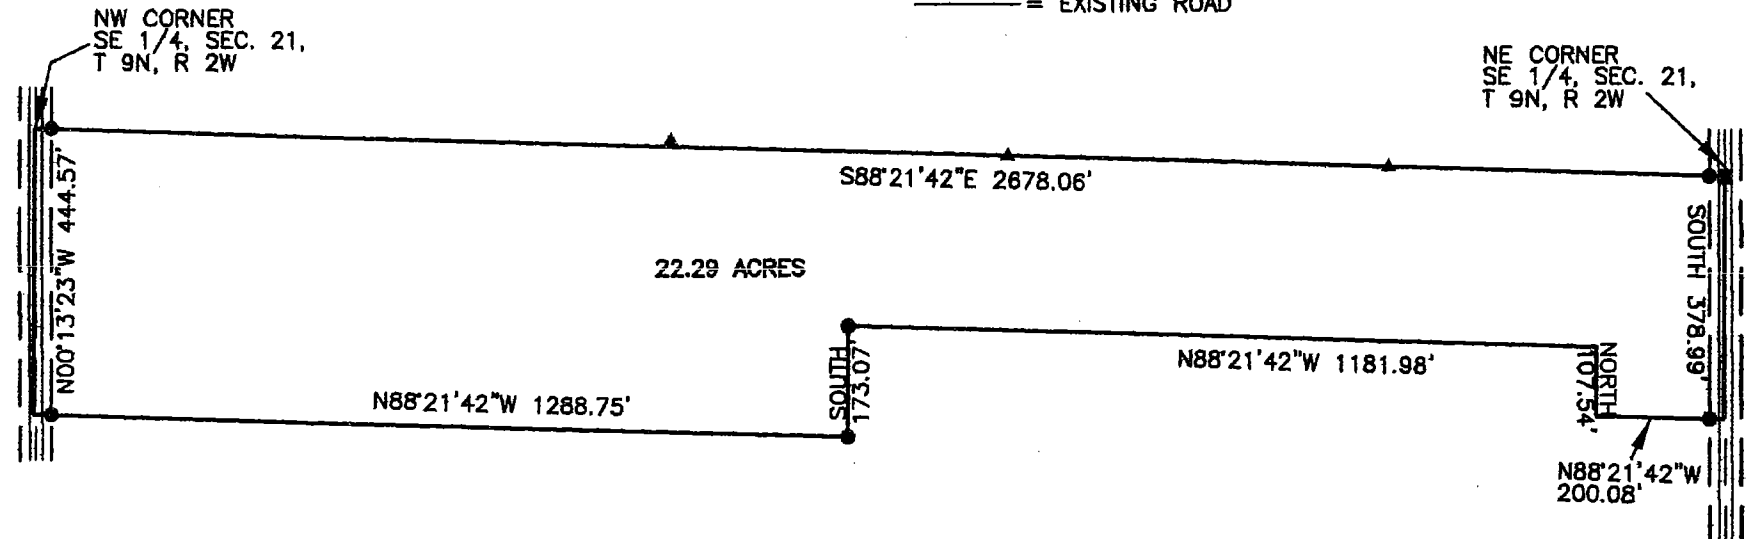 = EXISTING ROAD
NW CORNER
SE 1/4, SEC. 21,
T 9N, R 2W
NE CORNER
SE 1/4, SEC. 21,
T 9N, R 2W
S88°21'42"E 2678.06'
N00°13'23"W 444.57'
SOUTH 378.99'
22.29 ACRES
SOUTH
173.07'
N88°21'42"W 1181.98'
NORTH
107.54'
N88°21'42"W 1288.75'
N88°21'42"W
200.08'